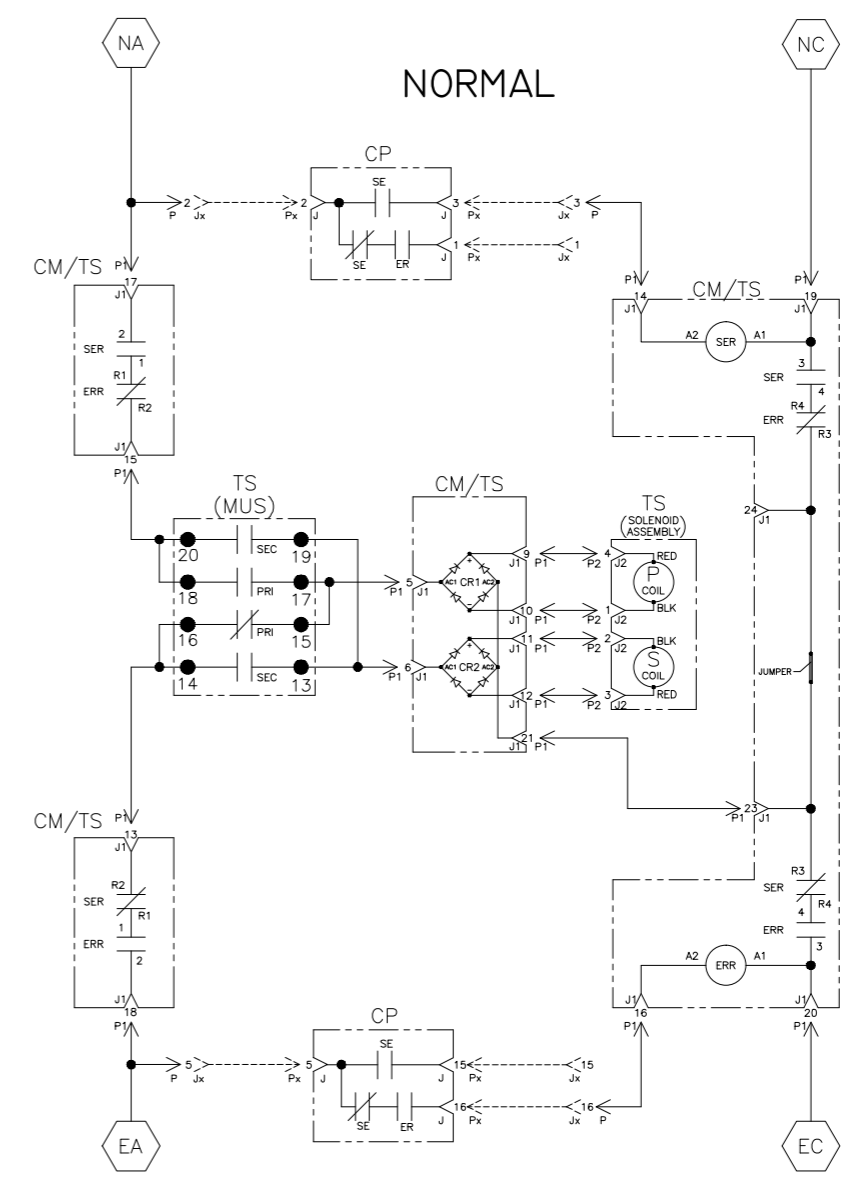 NA
NC
NORMAL
CP
SE
P 2 Jx Px 2 J
J 3 Px Jx 3 P
SE ER J 1 Px Jx 1
CM/TS P1 17 J1
P1 14 J1 CM/TS P1 19 J1
A2 SER A1
2 SER 1
3 SER 4
R1 ERR R2
R4 ERR R3
J1 15 P1
TS (MUS)
CM/TS
24 J1
TS
(SOLENOID)
ASSEMBLY
20 SEC 19
18 PRI 17
16 PRI 15
14 SEC 13
P1 5 J1 AC1 + CR1 - AC2
P1 6 J1 AC1 + CR2 - AC2
9 J1 P1 P2 4 J2 RED
P COIL
10 J1 P1 P2 1 J2 BLK
11 J1 P1 P2 2 J2 BLK
S COIL
12 J1 P1 P2 3 J2 RED
JUMPER
21 J1 P1
P1 23 J1
CM/TS P1 13 J1
R2 SER R1
R3 SER R4
1 ERR 2
4 ERR 3
A2 ERR A1
J1 18 P1
J1 16 P1
J1 20 P1
CP
SE
P 5 Jx Px 5 J
J 15 Px Jx 15
SE ER J 16 Px Jx 16 P
EA
EC